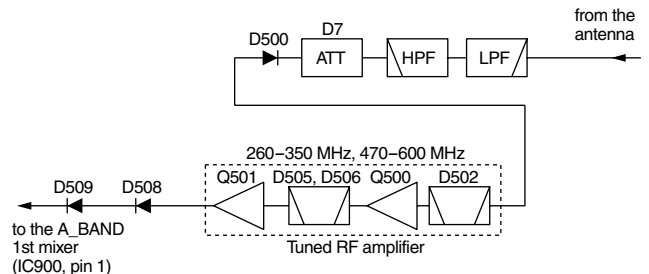 from the
antenna
D500
D7
ATT
HPF
LPF
260–350 MHz, 470–600 MHz
D509
D508
Q501
D505, D506
Q500
D502
to the A_BAND
1st mixer
(IC900, pin 1)
Tuned RF amplifier